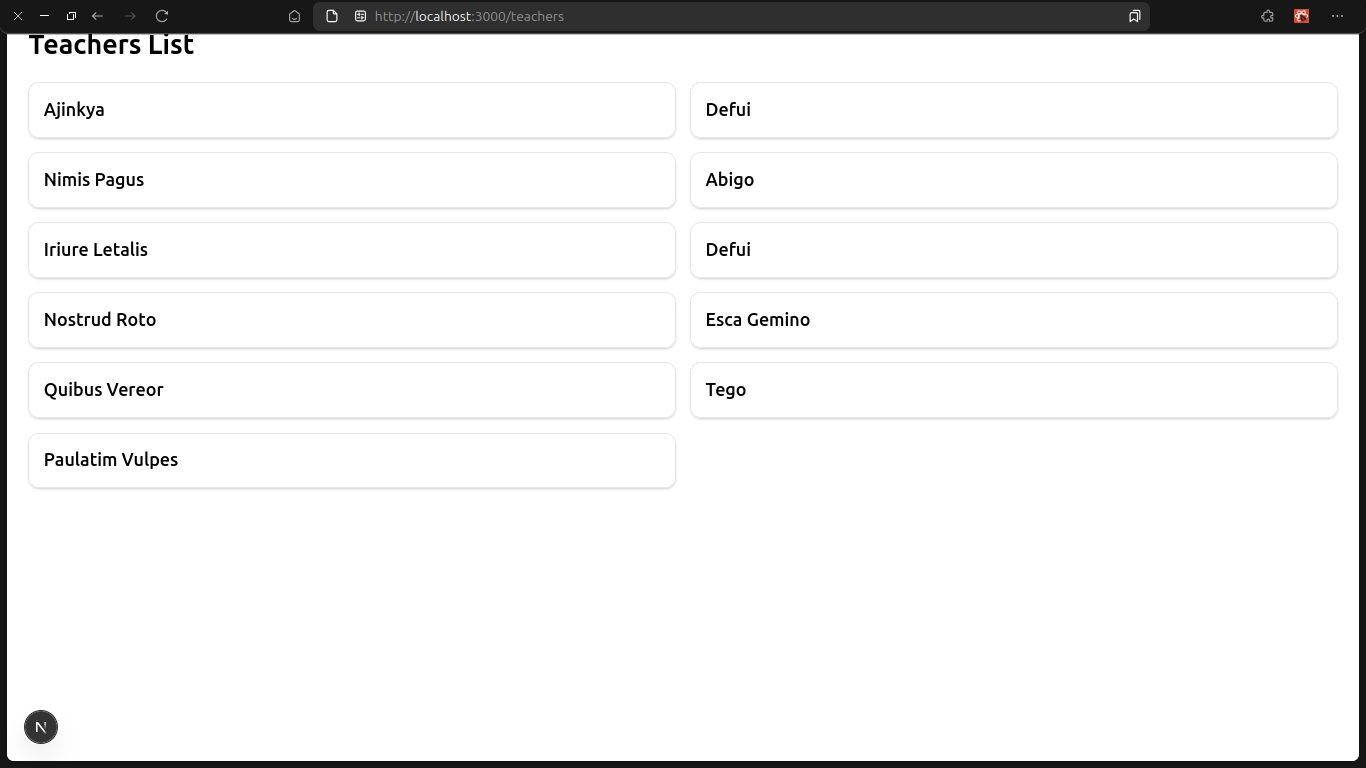 http://localhost:3000/teachers
Teachers List
Ajinkya
Defui
Nimis Pagus
Abigo
Iriure Letalis
Defui
Nostrud Roto
Esca Gemino
Quibus Vereor
Tego
Paulatim Vulpes
N